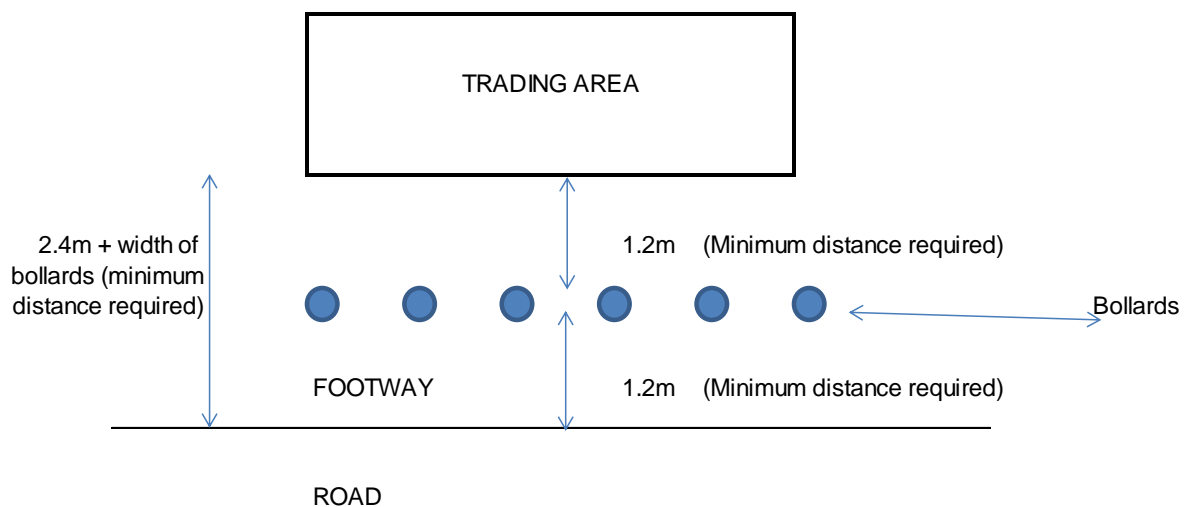 TRADING AREA
2.4m + width of
bollards (minimum
distance required)
1.2m (Minimum distance required)
Bollards
FOOTWAY
1.2m (Minimum distance required)
ROAD